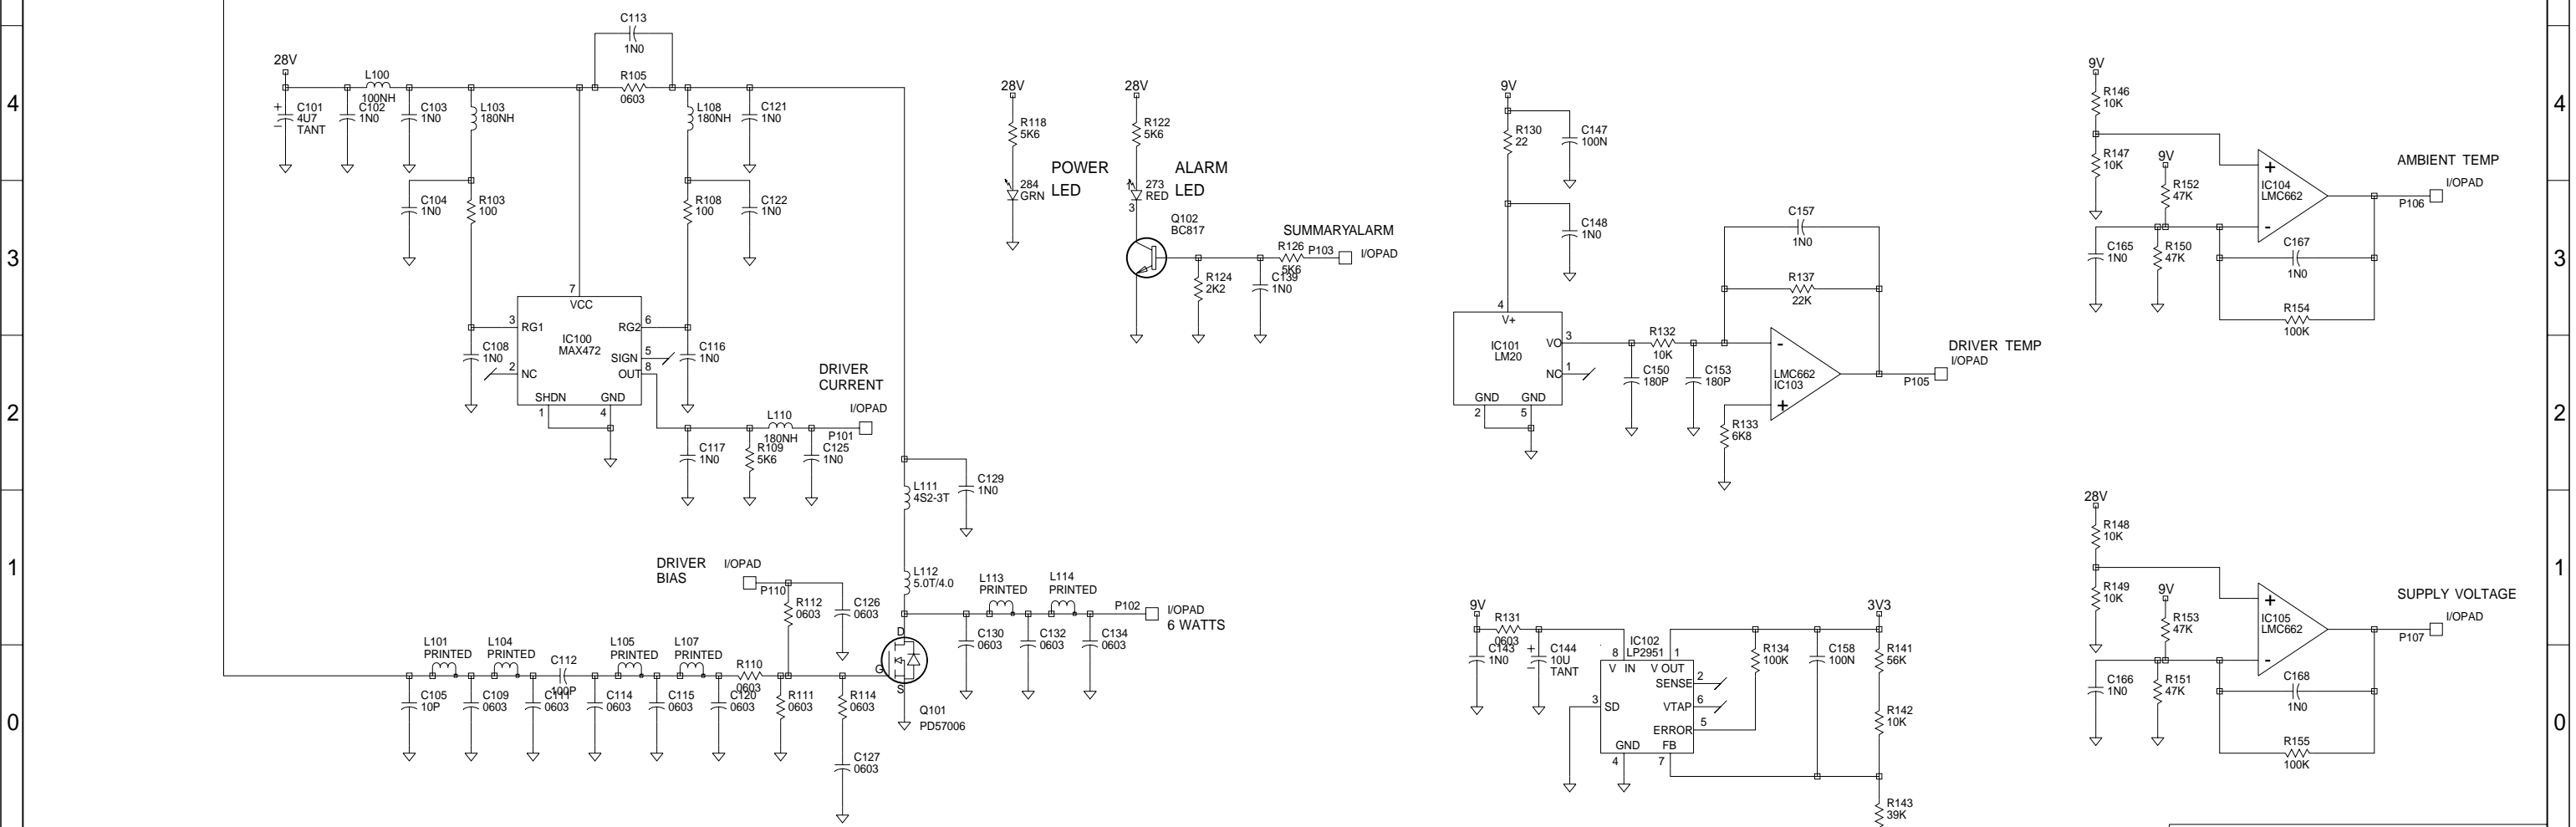 4
3
2
1
0
28V
C101
4U7
TANT
C102
1N0
L100
100NH
C103
1N0
L103
180NH
C104
1N0
R103
100
C113
1N0
R105
0603
L108
180NH
C121
1N0
R108
100
C122
1N0
7
VCC
3
RG1
RG2
6
IC100
MAX472
SIGN
5
OUT
8
2
NC
SHDN
GND
1
4
C108
1N0
C116
1N0
DRIVER
CURRENT
I/OPAD
P101
L110
180NH
C117
1N0
R109
5K6
C125
1N0
L111
4S2-3T
C129
1N0
L112
5.0T/4.0
DRIVER
BIAS
I/OPAD
P110
R112
0603
C126
0603
L113
PRINTED
L114
PRINTED
P102
I/OPAD
6 WATTS
C130
0603
C132
0603
C134
0603
L101
PRINTED
L104
PRINTED
C112
100P
L105
PRINTED
L107
PRINTED
R110
0603
C105
10P
C109
0603
C111
0603
C114
0603
C115
0603
C120
0603
R111
0603
R114
0603
C127
0603
D
G
S
Q101
PD57006
28V
R118
5K6
284
GRN
POWER
LED
28V
R122
5K6
1
273
RED
3
ALARM
LED
Q102
BC817
SUMMARYALARM
R126
5K6
P103
I/OPAD
R124
2K2
C139
1N0
9V
R130
22
C147
100N
C148
1N0
4
V+
IC101
LM20
VO
3
NC
1
GND
GND
2
5
R132
10K
C150
180P
C153
180P
C157
1N0
R137
22K
-
LMC662
IC103
+
R133
6K8
P105
DRIVER TEMP
I/OPAD
9V
R131
0603
C143
1N0
C144
10U
TANT
IC102
LP2951
8
1
V IN
V OUT
SENSE
2
3
SD
VTAP
6
ERROR
5
GND
FB
4
7
R134
100K
C158
100N
3V3
R141
56K
R142
10K
R143
39K
9V
R146
10K
R147
10K
9V
R152
47K
C165
1N0
R150
47K
+
IC104
LMC662
-
C167
1N0
R154
100K
AMBIENT TEMP
I/OPAD
P106
28V
R148
10K
R149
10K
9V
R153
47K
C166
1N0
R151
47K
+
IC105
LMC662
-
C168
1N0
R155
100K
SUPPLY VOLTAGE
I/OPAD
P107
4
3
2
1
0